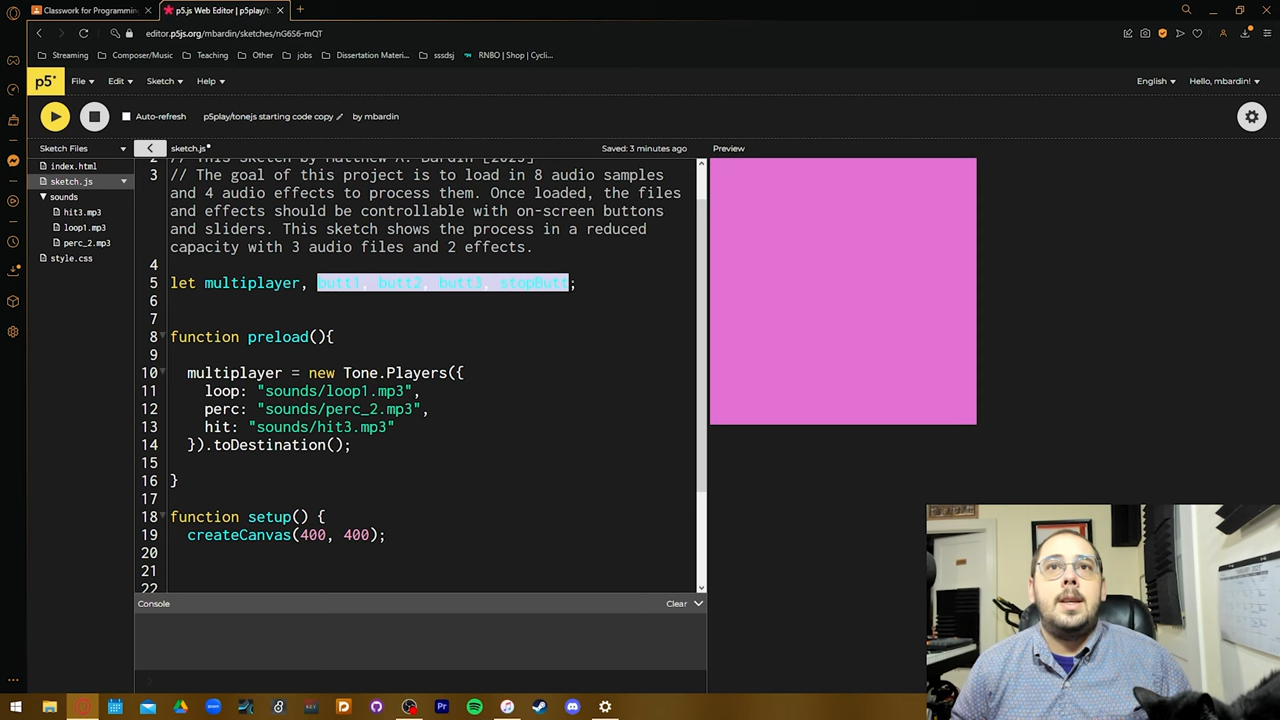 Classwork for Programmin
p5.js Web Editor | p5play/to
editor.p5js.org/mbardin/sketches/nG6S6-mQT
Streaming
Composer/Music
Teaching
Other
jobs
Dissertation Materi...
sssdsj
RNBO | Shop | Cycli...
p5*
File
Edit
Sketch
Help
English
Hello, mbardin!
Auto-refresh
p5play/tonejs starting code copy
by mbardin
Sketch Files
sketch.js
Saved: 3 minutes ago
Preview
index.html
sketch.js
sounds
hit3.mp3
loop1.mp3
perc_2.mp3
style.css
2 // This sketch by Matthew A. Bardin [2023]
3 // The goal of this project is to load in 8 audio samples
and 4 audio effects to process them. Once loaded, the files
and effects should be controllable with on-screen buttons
and sliders. This sketch shows the process in a reduced
capacity with 3 audio files and 2 effects.
4
5 let multiplayer, butt1, butt2, butt3, stopButt;
6
7
8 function preload(){
9
10 multiplayer = new Tone.Players({
11 loop: "sounds/loop1.mp3",
12 perc: "sounds/perc_2.mp3",
13 hit: "sounds/hit3.mp3"
14 }).toDestination();
15
16 }
17
18 function setup() {
19 createCanvas(400, 400);
20
21
22
Console
Clear